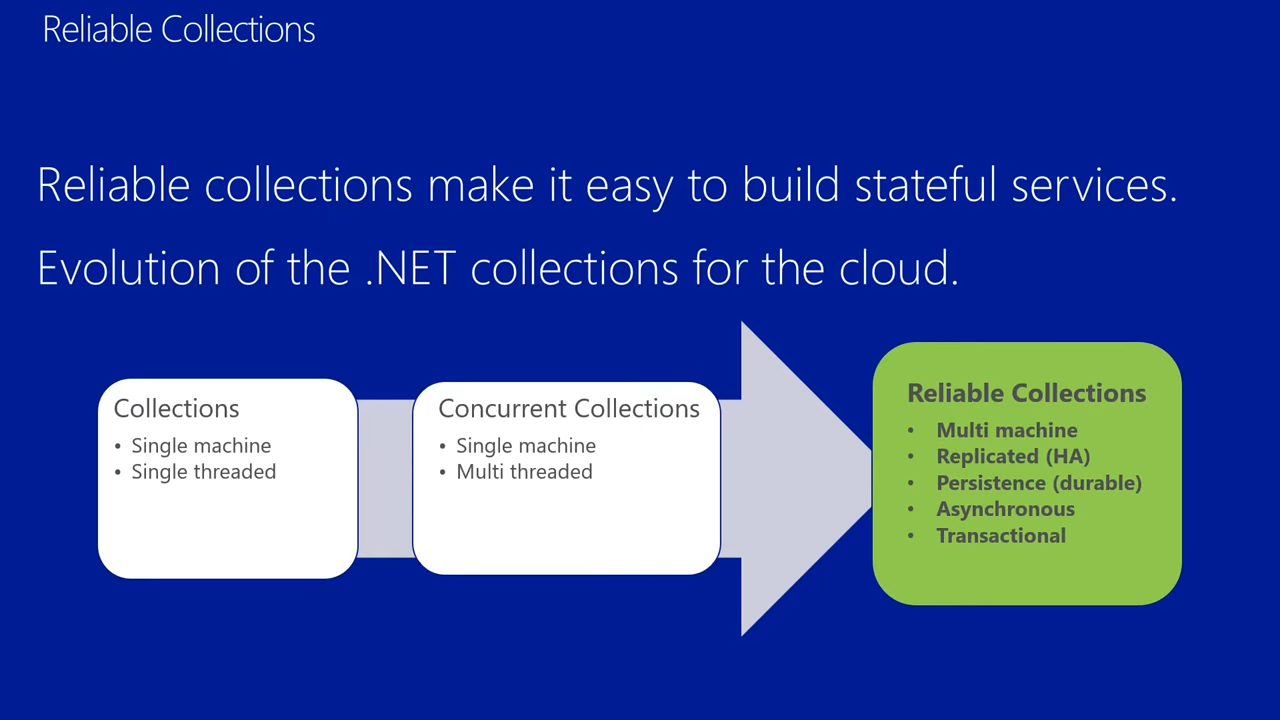 Reliable Collections
Reliable collections make it easy to build stateful services.
Evolution of the .NET collections for the cloud.
Collections
• Single machine
• Single threaded
Concurrent Collections
• Single machine
• Multi threaded
Reliable Collections
• Multi machine
• Replicated (HA)
• Persistence (durable)
• Asynchronous
• Transactional